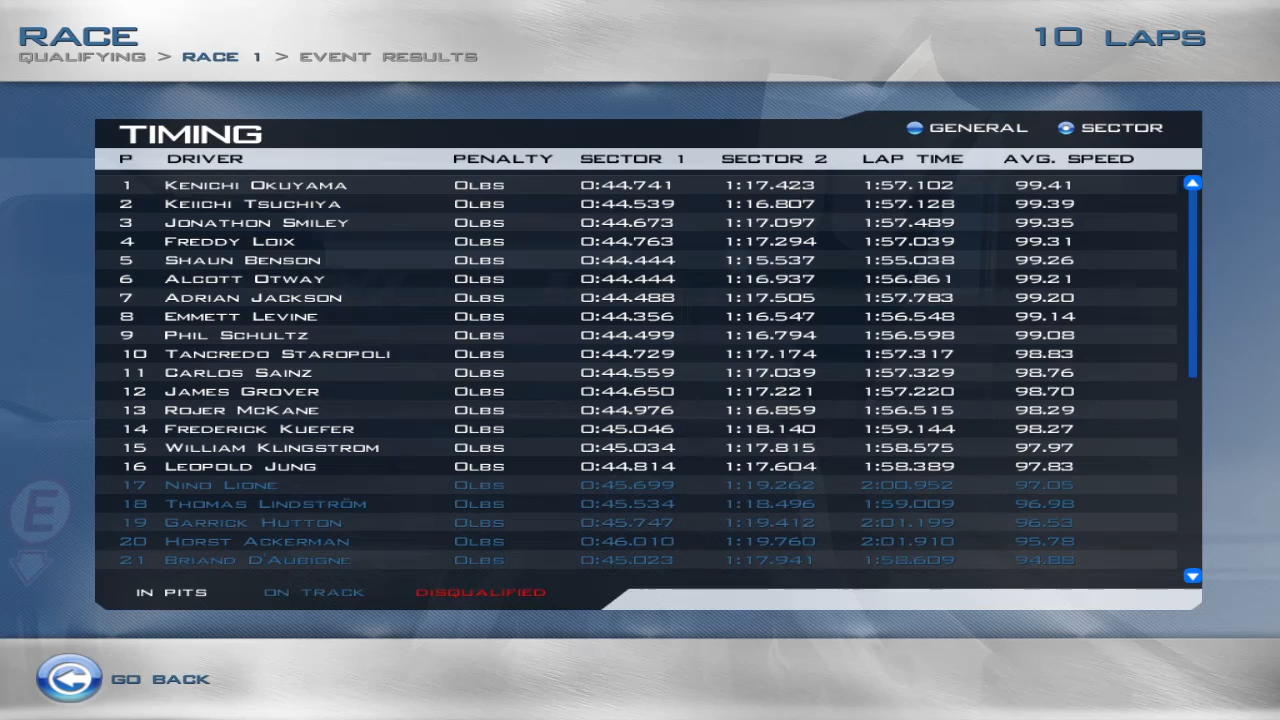 RACE
10 LAPS
QUALIFYING > RACE 1 > EVENT RESULTS
TIMING
GENERAL SECTOR
P DRIVER PENALTY SECTOR 1 SECTOR 2 LAP TIME AVG. SPEED
1 KENICHI OKUYAMA 0LBS 0:44.741 1:17.423 1:57.102 99.41
2 KEIICHI TSUCHIYA 0LBS 0:44.539 1:16.807 1:57.128 99.39
3 JONATHON SMILEY 0LBS 0:44.673 1:17.097 1:57.489 99.35
4 FREDDY LOIX 0LBS 0:44.763 1:17.294 1:57.039 99.31
5 SHAUN BENSON 0LBS 0:44.444 1:15.537 1:55.038 99.26
6 ALCOTT OTWAY 0LBS 0:44.444 1:16.937 1:56.861 99.21
7 ADRIAN JACKSON 0LBS 0:44.488 1:17.505 1:57.783 99.20
8 EMMETT LEVINE 0LBS 0:44.356 1:16.547 1:56.548 99.14
9 PHIL SCHULTZ 0LBS 0:44.499 1:16.794 1:56.598 99.08
10 TANCREDO STAROPOLI 0LBS 0:44.729 1:17.174 1:57.317 98.83
11 CARLOS SAINZ 0LBS 0:44.559 1:17.039 1:57.329 98.76
12 JAMES GROVER 0LBS 0:44.650 1:17.221 1:57.220 98.70
13 ROJER MCKANE 0LBS 0:44.976 1:16.859 1:56.515 98.29
14 FREDERICK KUEFER 0LBS 0:45.046 1:18.140 1:59.144 98.27
15 WILLIAM KLINGSTROM 0LBS 0:45.034 1:17.815 1:58.575 97.97
16 LEOPOLD JUNG 0LBS 0:44.814 1:17.604 1:58.389 97.83
17 NINO LIONE 0LBS 0:45.699 1:19.262 2:00.952 97.05
18 THOMAS LINDSTRÖM 0LBS 0:45.534 1:18.496 1:59.009 96.98
19 GARRICK HUTTON 0LBS 0:45.747 1:19.412 2:01.199 96.53
20 HORST ACKERMAN 0LBS 0:46.010 1:19.760 2:01.910 95.78
21 BRIAND D'AUBIGNE 0LBS 0:45.023 1:17.941 1:58.609 94.88
IN PITS ON TRACK DISQUALIFIED
E
GO BACK